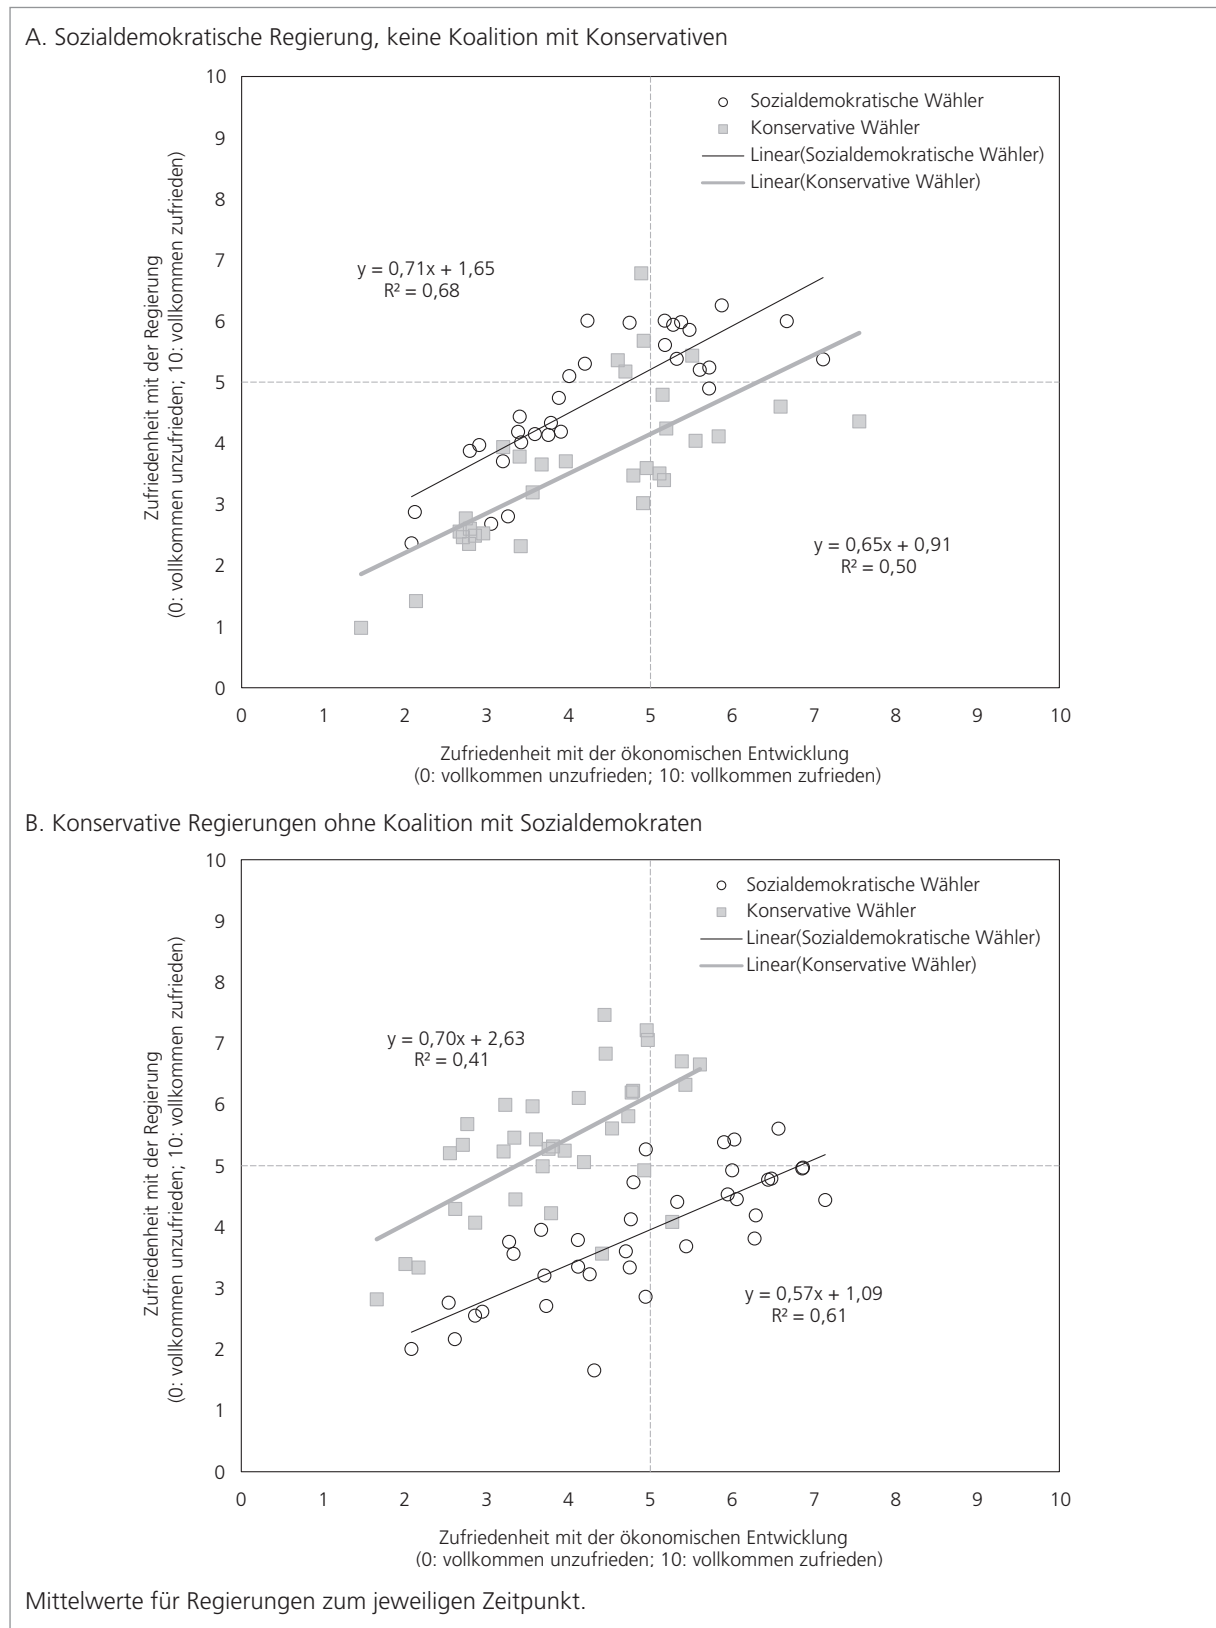 A. Sozialdemokratische Regierung, keine Koalition mit Konservativen
10
9
8
7
6
5
4
3
2
1
0
Zufriedenheit mit der Regierung
(0: vollkommen unzufrieden; 10: vollkommen zufrieden)
Sozialdemokratische Wähler
Konservative Wähler
Linear(Sozialdemokratische Wähler)
Linear(Konservative Wähler)
y = 0,71x + 1,65
R² = 0,68
y = 0,65x + 0,91
R² = 0,50
0 1 2 3 4 5 6 7 8 9 10
Zufriedenheit mit der ökonomischen Entwicklung
(0: vollkommen unzufrieden; 10: vollkommen zufrieden)
B. Konservative Regierungen ohne Koalition mit Sozialdemokraten
10
9
8
7
6
5
4
3
2
1
0
Zufriedenheit mit der Regierung
(0: vollkommen unzufrieden; 10: vollkommen zufrieden)
Sozialdemokratische Wähler
Konservative Wähler
Linear(Sozialdemokratische Wähler)
Linear(Konservative Wähler)
y = 0,70x + 2,63
R² = 0,41
y = 0,57x + 1,09
R² = 0,61
0 1 2 3 4 5 6 7 8 9 10
Zufriedenheit mit der ökonomischen Entwicklung
(0: vollkommen unzufrieden; 10: vollkommen zufrieden)
Mittelwerte für Regierungen zum jeweiligen Zeitpunkt.